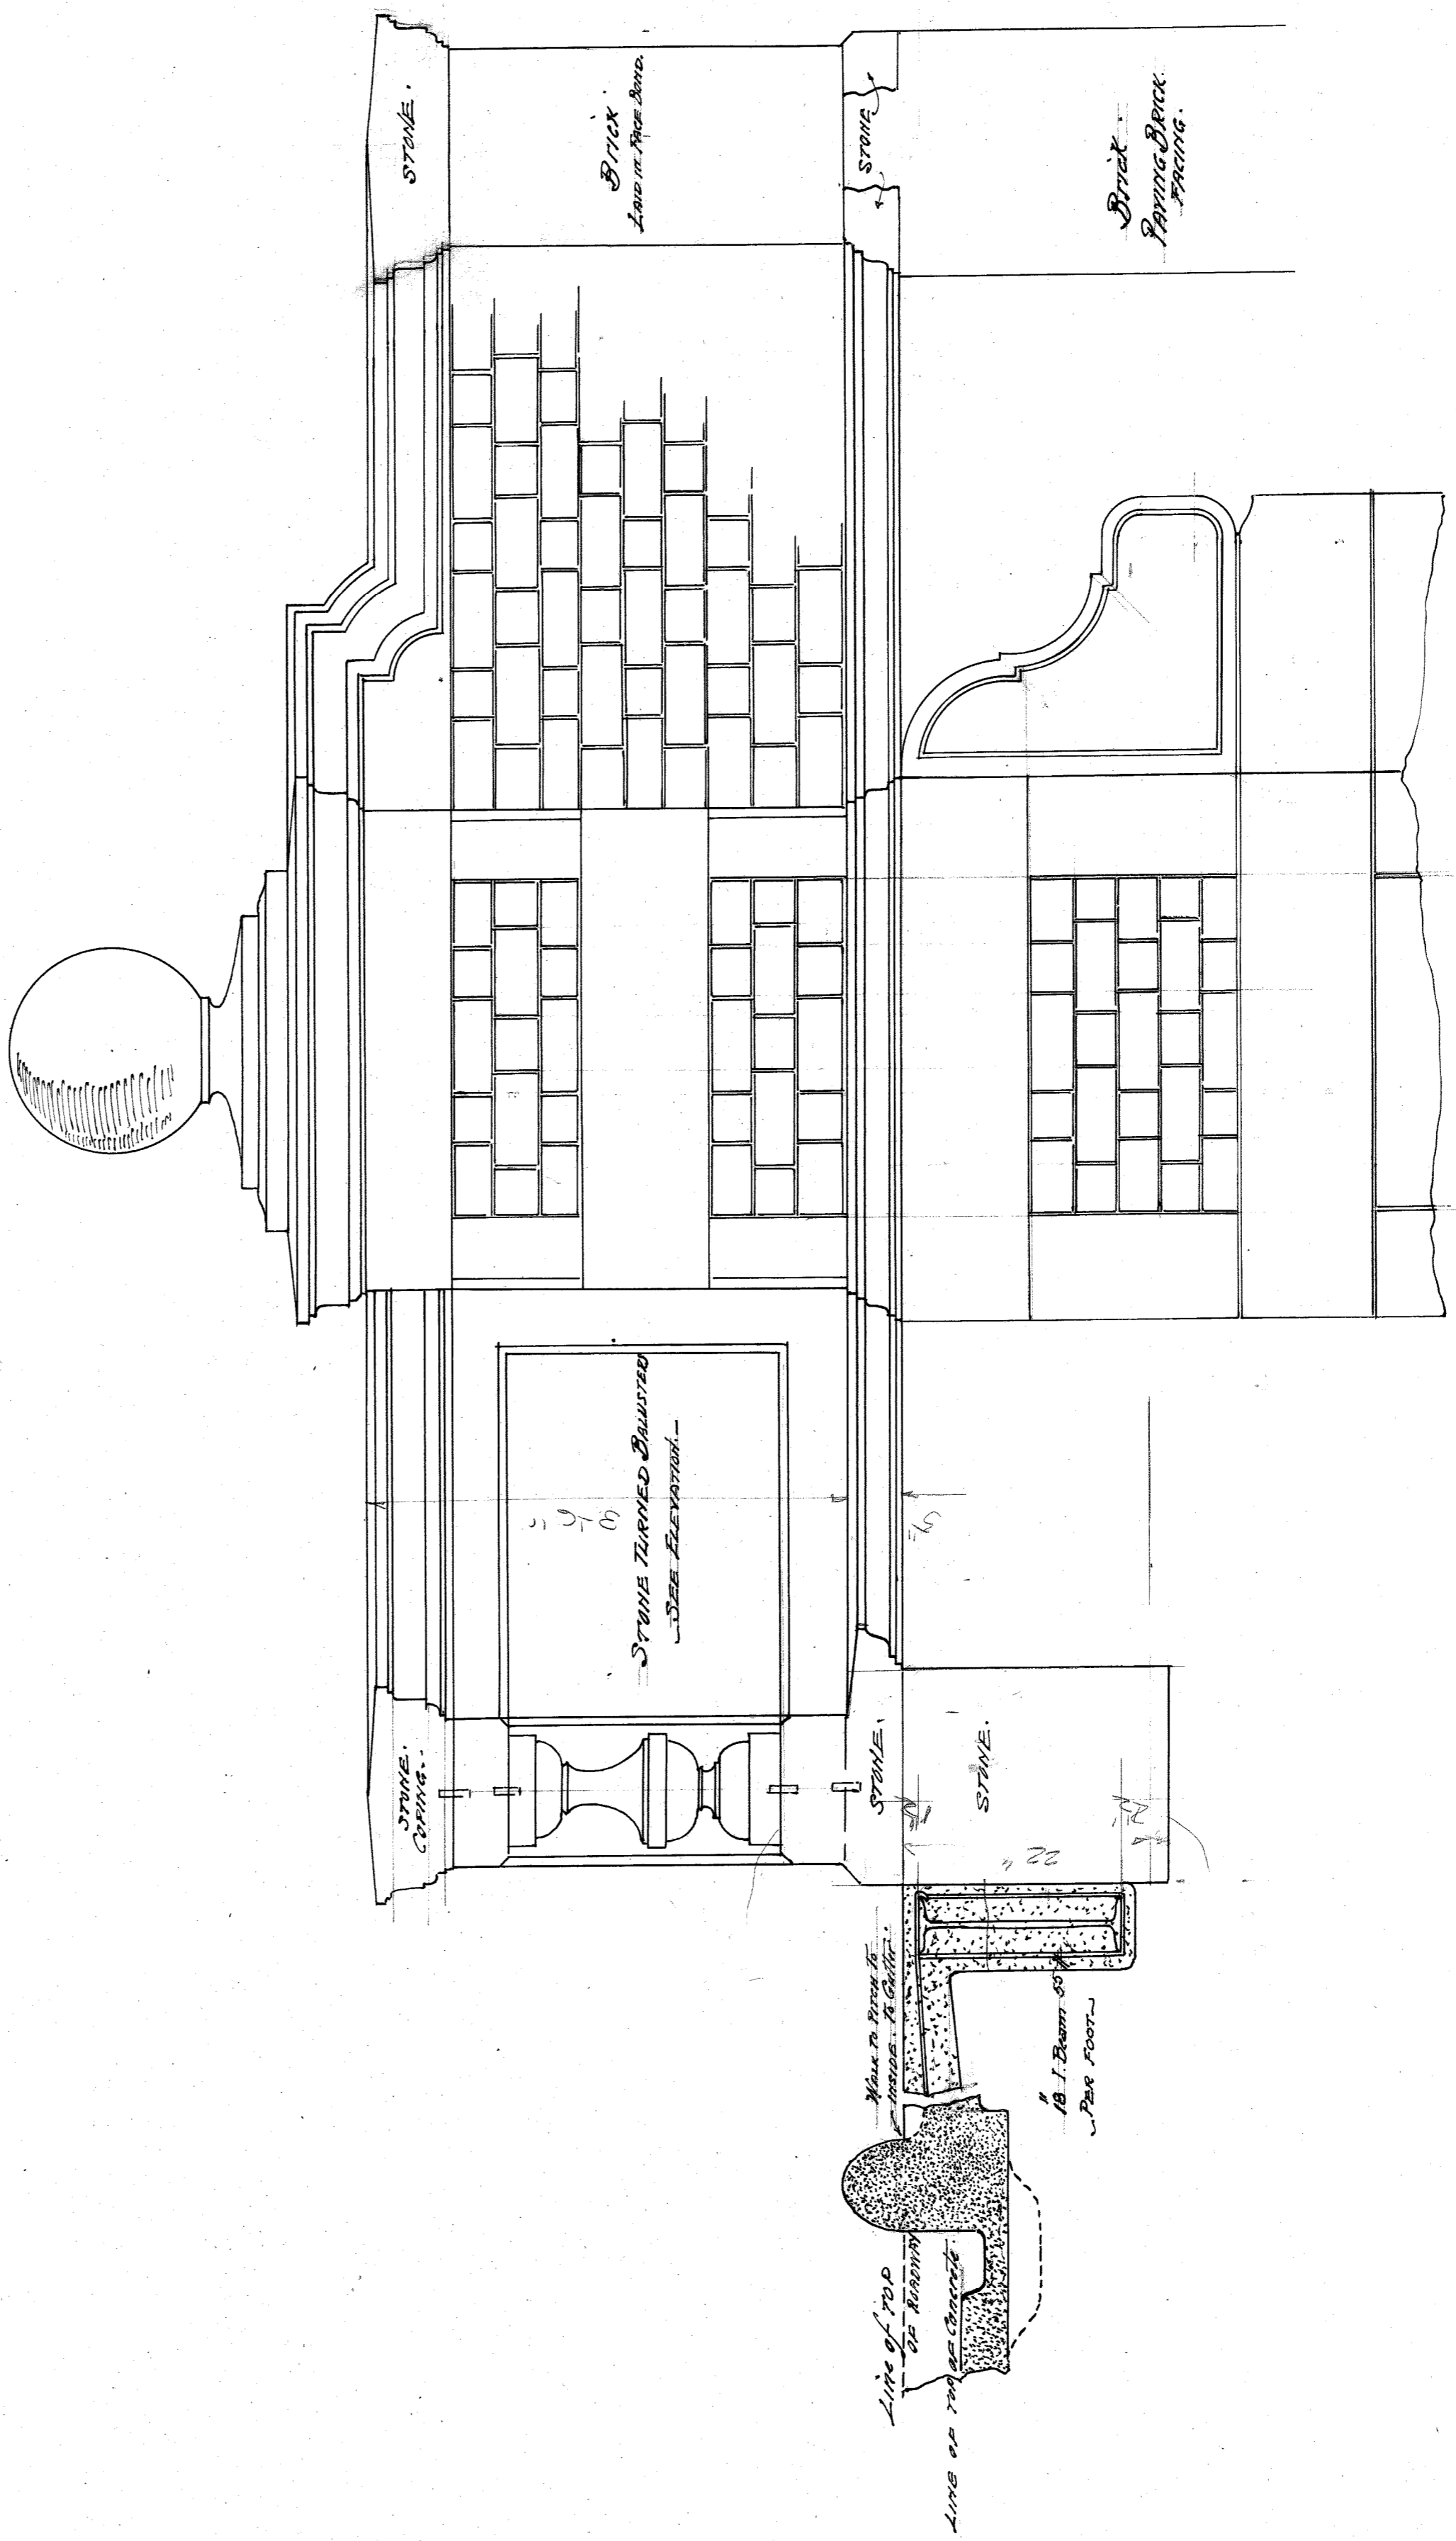 STONE.
BRICK
LAID IN FACE BOND.
STONE
BRICK.
PAVING BRICK
FACING.
STONE TURNED BALUSTERS
SEE ELEVATION.
STONE.
COPING.
STONE.
STONE.
22"
WALK TO PITCH TO
INSIDE. TO Gutter.
18" I Beam 55#
PER FOOT
LINE of TOP
OF ROADWAY
LINE OF TOP OF Concrete.